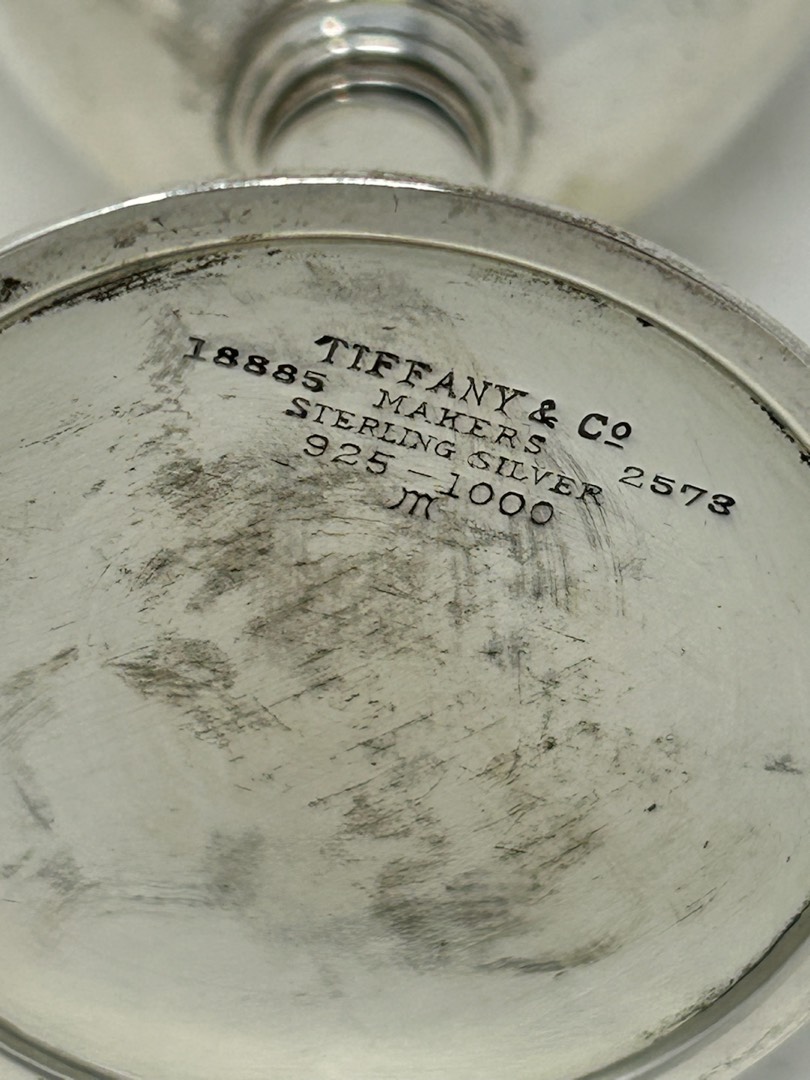 TIFFANY & Co
18885 MAKERS 2573
STERLING SILVER
925-1000
m